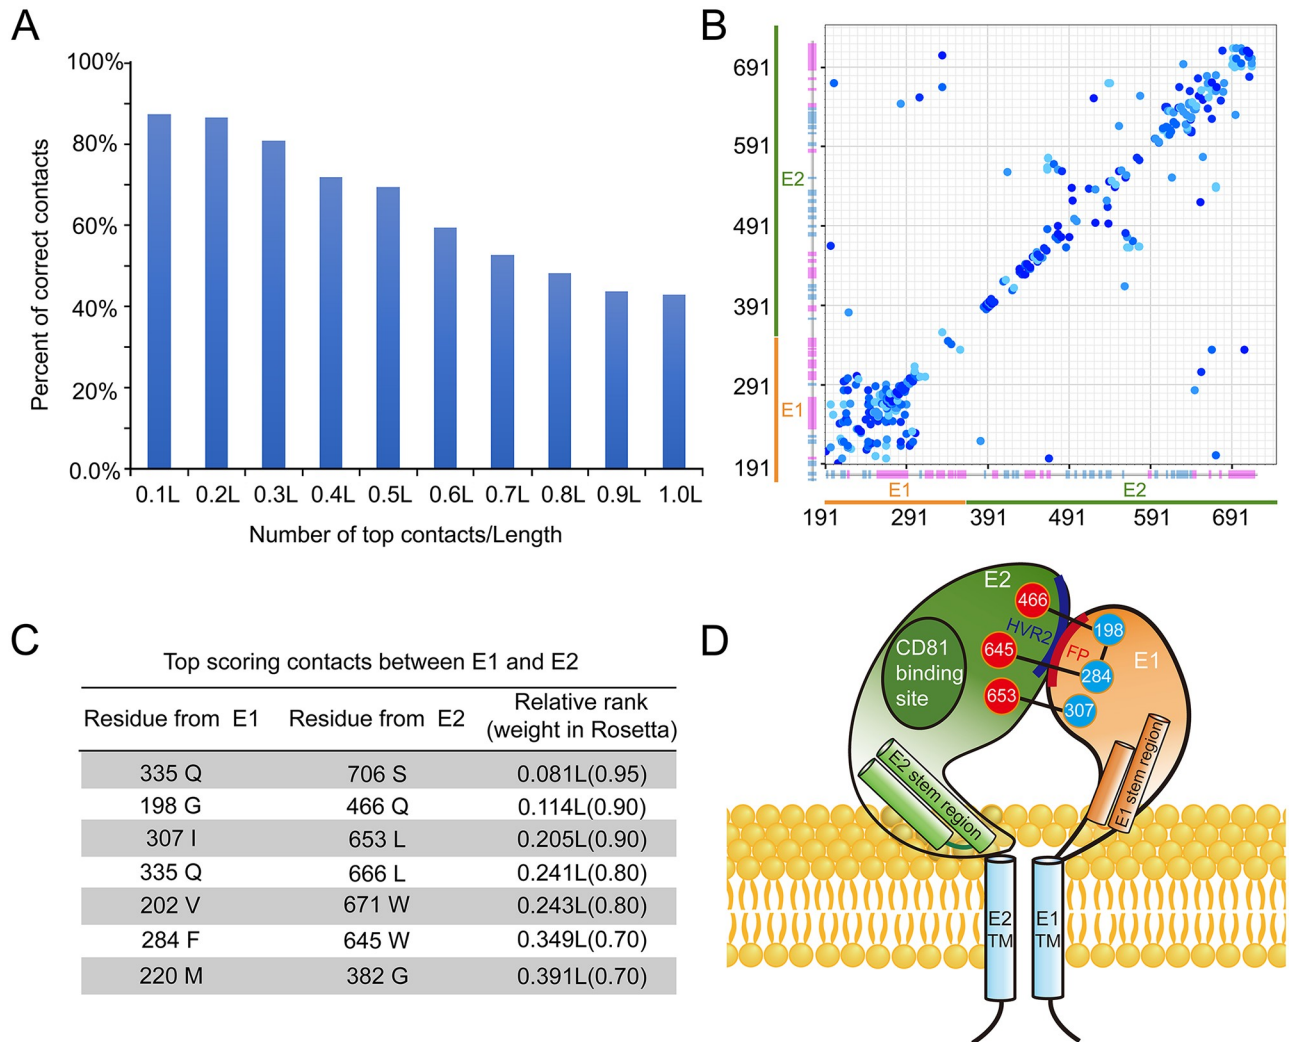 A
100%
80%
60%
40%
20%
0.0%
Percent of correct contacts
0.1L 0.2L 0.3L 0.4L 0.5L 0.6L 0.7L 0.8L 0.9L 1.0L
Number of top contacts/Length
B
691
591
491
391
291
191
E2
E1
E1 E2
191 291 391 491 591 691
C
Top scoring contacts between E1 and E2
Residue from E1 Residue from E2 Relative rank
(weight in Rosetta)
335 Q 706 S 0.081L(0.95)
198 G 466 Q 0.114L(0.90)
307 I 653 L 0.205L(0.90)
335 Q 666 L 0.241L(0.80)
202 V 671 W 0.243L(0.80)
284 F 645 W 0.349L(0.70)
220 M 382 G 0.391L(0.70)
D
E2
466
HVR2
198
CD81
binding
site
645
FP
E1
284
653
307
E2 stem region
E1 stem region
E2
TM
E1
TM